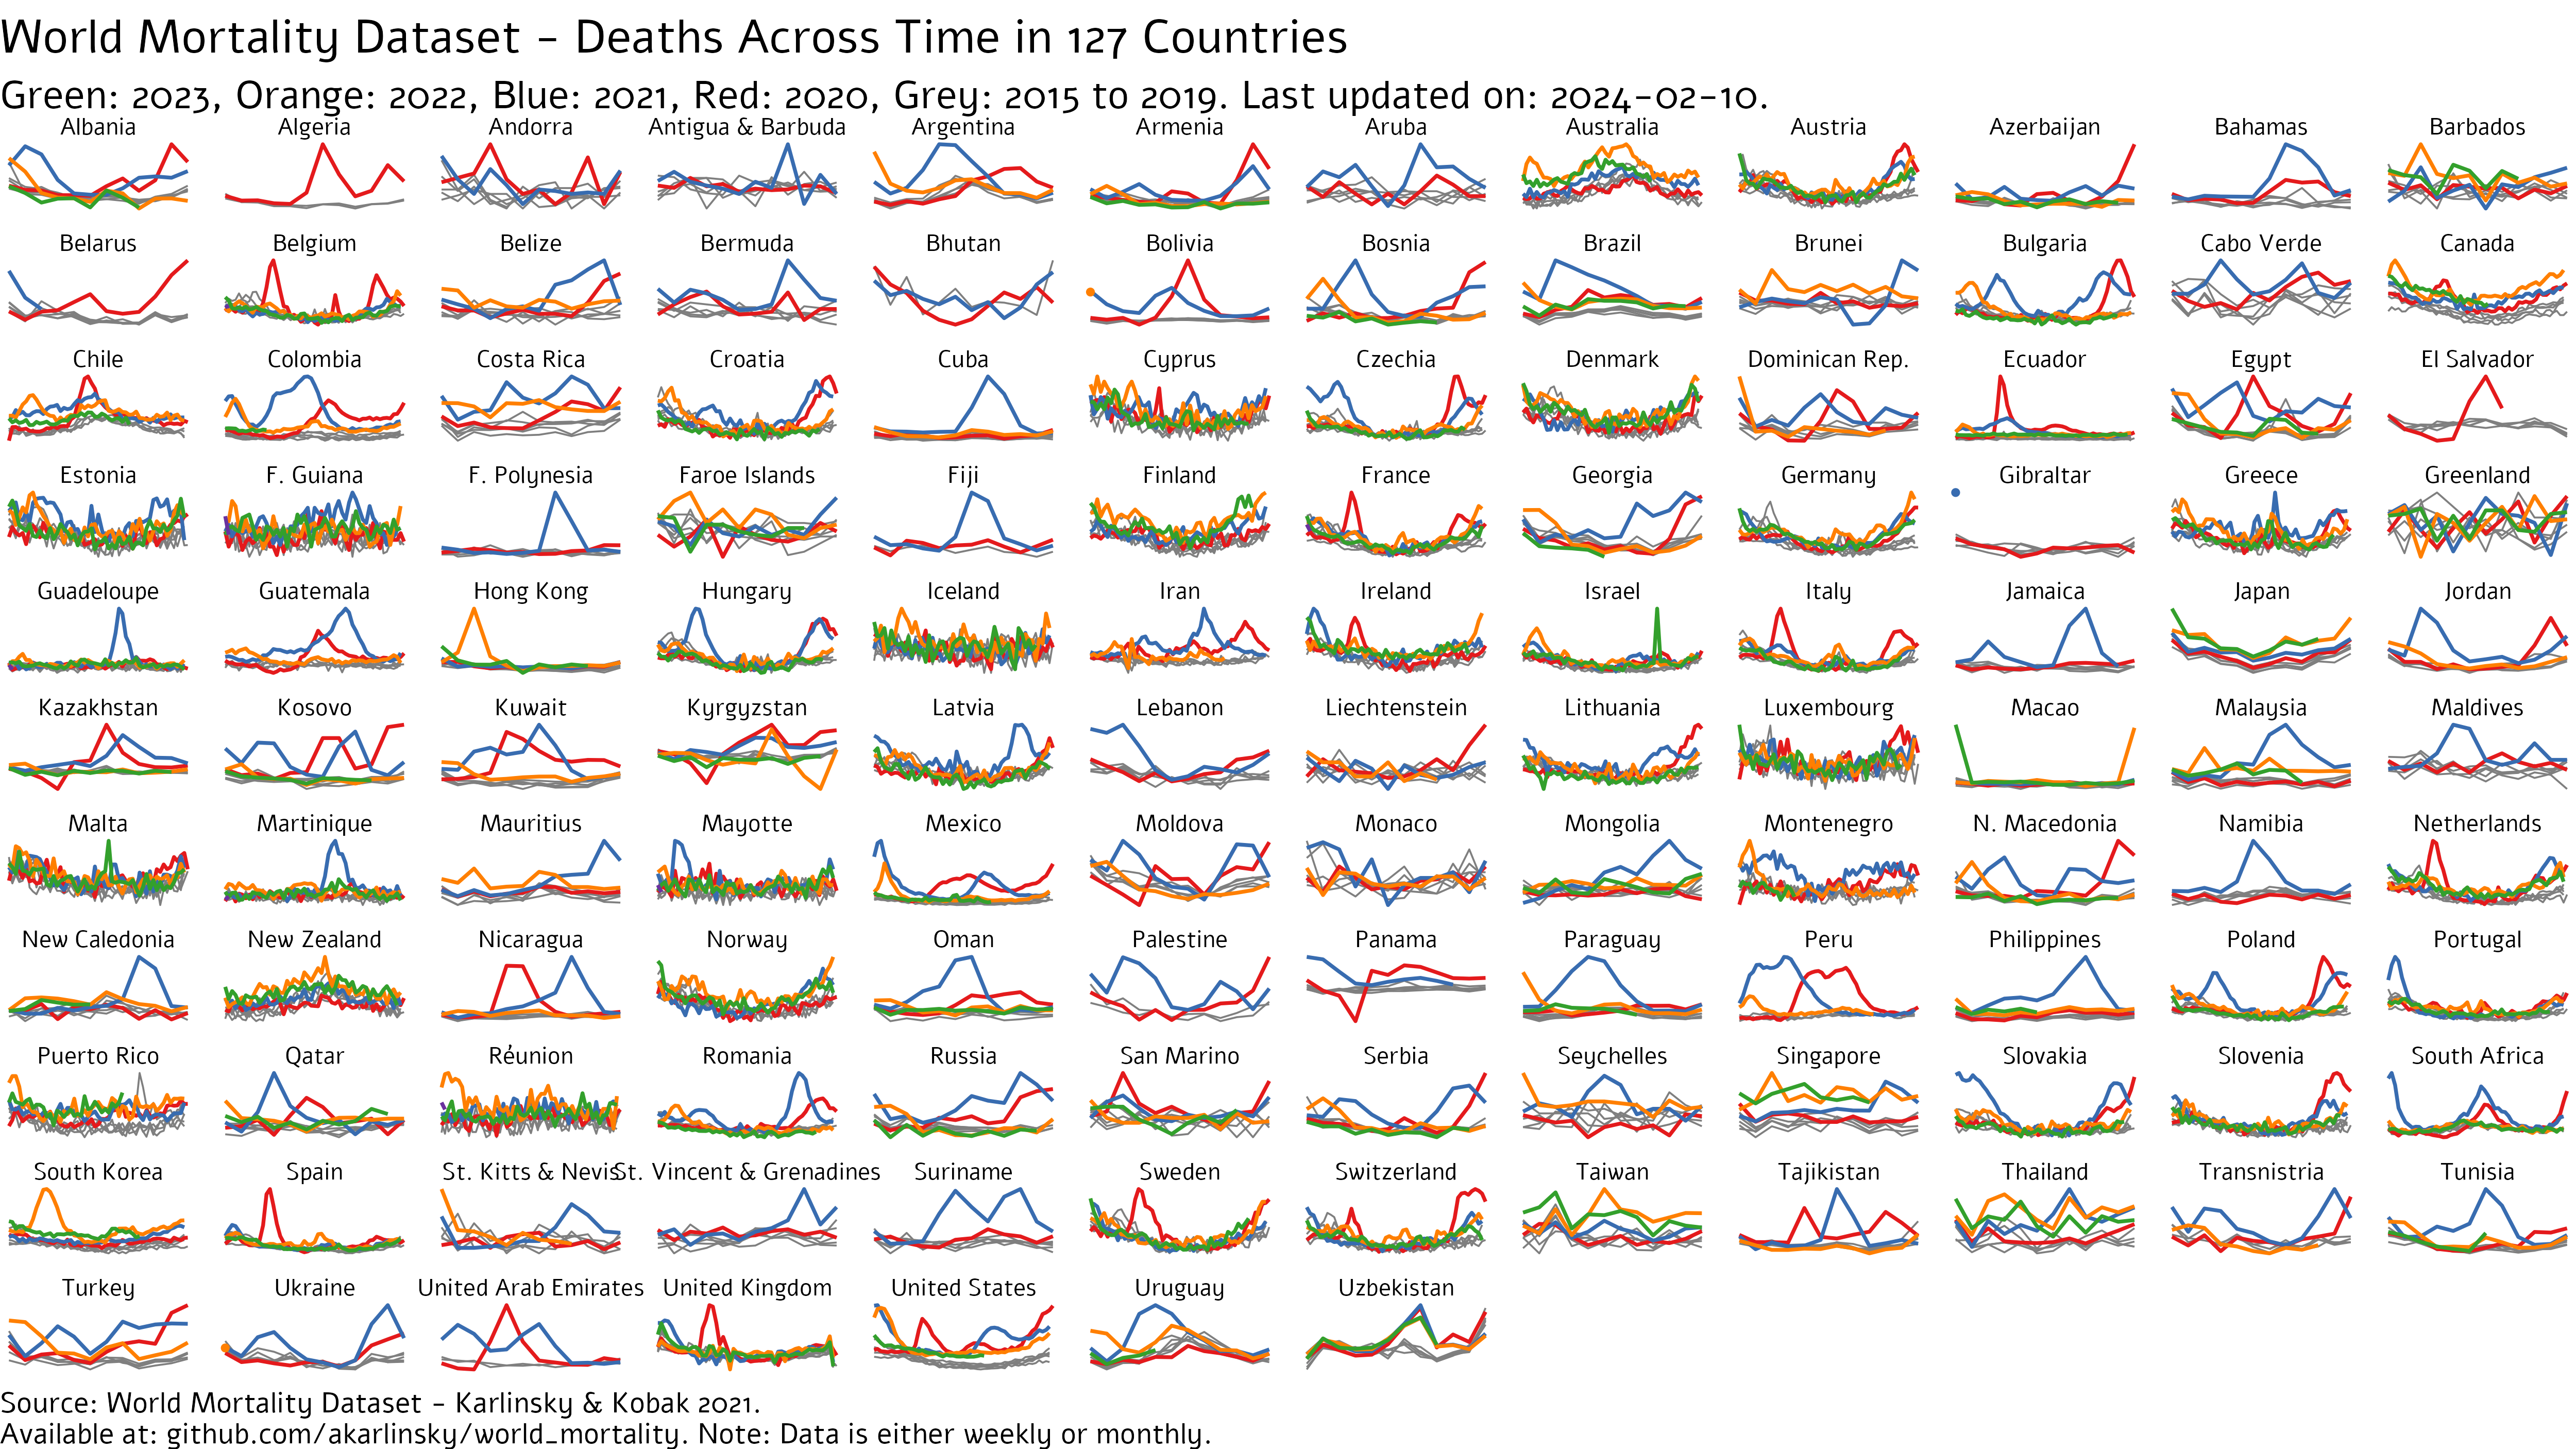 World Mortality Dataset - Deaths Across Time in 127 Countries
Green: 2023, Orange: 2022, Blue: 2021, Red: 2020, Grey: 2015 to 2019. Last updated on: 2024-02-10.
Albania Algeria Andorra Antigua & Barbuda Argentina Armenia Aruba Australia Austria Azerbaijan Bahamas Barbados
Belarus Belgium Belize Bermuda Bhutan Bolivia Bosnia Brazil Brunei Bulgaria Cabo Verde Canada
Chile Colombia Costa Rica Croatia Cuba Cyprus Czechia Denmark Dominican Rep. Ecuador Egypt El Salvador
Estonia F. Guiana F. Polynesia Faroe Islands Fiji Finland France Georgia Germany Gibraltar Greece Greenland
Guadeloupe Guatemala Hong Kong Hungary Iceland Iran Ireland Israel Italy Jamaica Japan Jordan
Kazakhstan Kosovo Kuwait Kyrgyzstan Latvia Lebanon Liechtenstein Lithuania Luxembourg Macao Malaysia Maldives
Malta Martinique Mauritius Mayotte Mexico Moldova Monaco Mongolia Montenegro N. Macedonia Namibia Netherlands
New Caledonia New Zealand Nicaragua Norway Oman Palestine Panama Paraguay Peru Philippines Poland Portugal
Puerto Rico Qatar Réunion Romania Russia San Marino Serbia Seychelles Singapore Slovakia Slovenia South Africa
South Korea Spain St. Kitts & Nevis St. Vincent & Grenadines Suriname Sweden Switzerland Taiwan Tajikistan Thailand Transnistria Tunisia
Turkey Ukraine United Arab Emirates United Kingdom United States Uruguay Uzbekistan
Source: World Mortality Dataset - Karlinsky & Kobak 2021.
Available at: github.com/akarlinsky/world_mortality. Note: Data is either weekly or monthly.